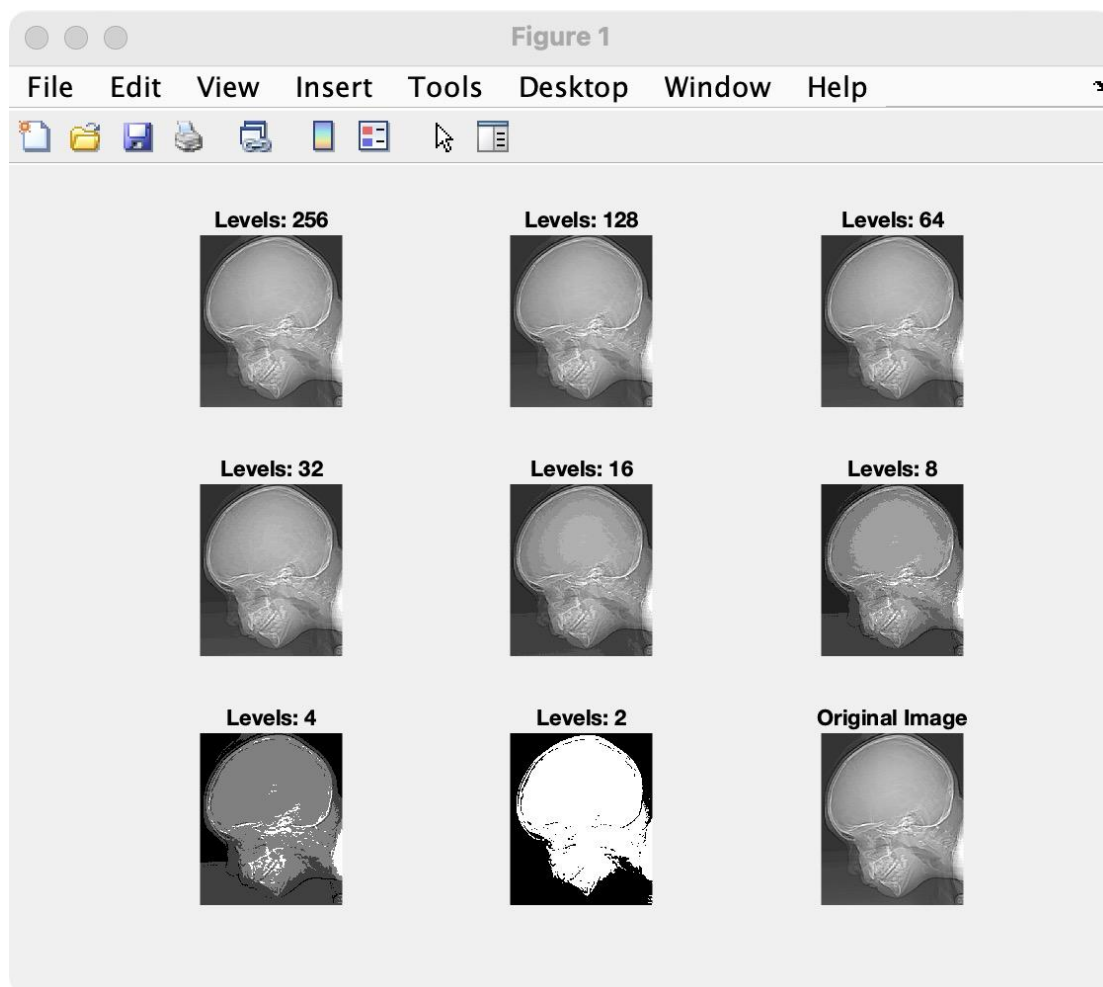 Figure 1
File Edit View Insert Tools Desktop Window Help
Levels: 256 Levels: 128 Levels: 64
Levels: 32 Levels: 16 Levels: 8
Levels: 4 Levels: 2 Original Image